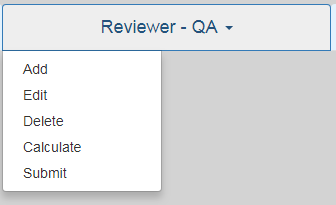 Reviewer - QA
Add
Edit
Delete
Calculate
Submit